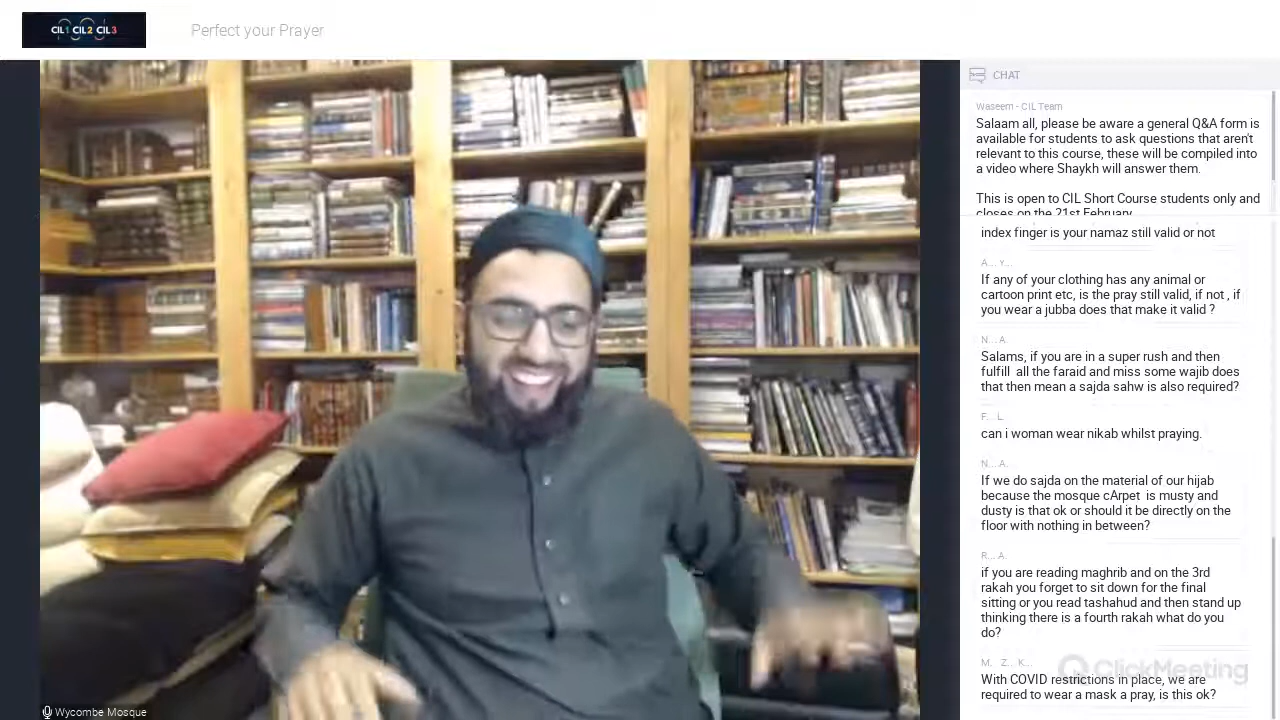 CIL1 CIL2 CIL3
Perfect your Prayer
CHAT
Waseem - CIL Team
Salaam all, please be aware a general Q&A form is
available for students to ask questions that aren't
relevant to this course, these will be compiled into
a video where Shaykh will answer them.
This is open to CIL Short Course students only and
closes on the 21st February
index finger is your namaz still valid or not
A... Y...
If any of your clothing has any animal or
cartoon print etc, is the pray still valid, if not , if
you wear a jubba does that make it valid ?
N... A.
Salams, if you are in a super rush and then
fulfill all the faraid and miss some wajib does
that then mean a sajda sahw is also required?
F... L.
can i woman wear nikab whilst praying.
N... A.
If we do sajda on the material of our hijab
because the mosque cArpet is musty and
dusty is that ok or should it be directly on the
floor with nothing in between?
R... A.
if you are reading maghrib and on the 3rd
rakah you forget to sit down for the final
sitting or you read tashahud and then stand up
thinking there is a fourth rakah what do you
do?
M. Z... K...
With COVID restrictions in place, we are
required to wear a mask a pray, is this ok?
ClickMeeting
Wycombe Mosque